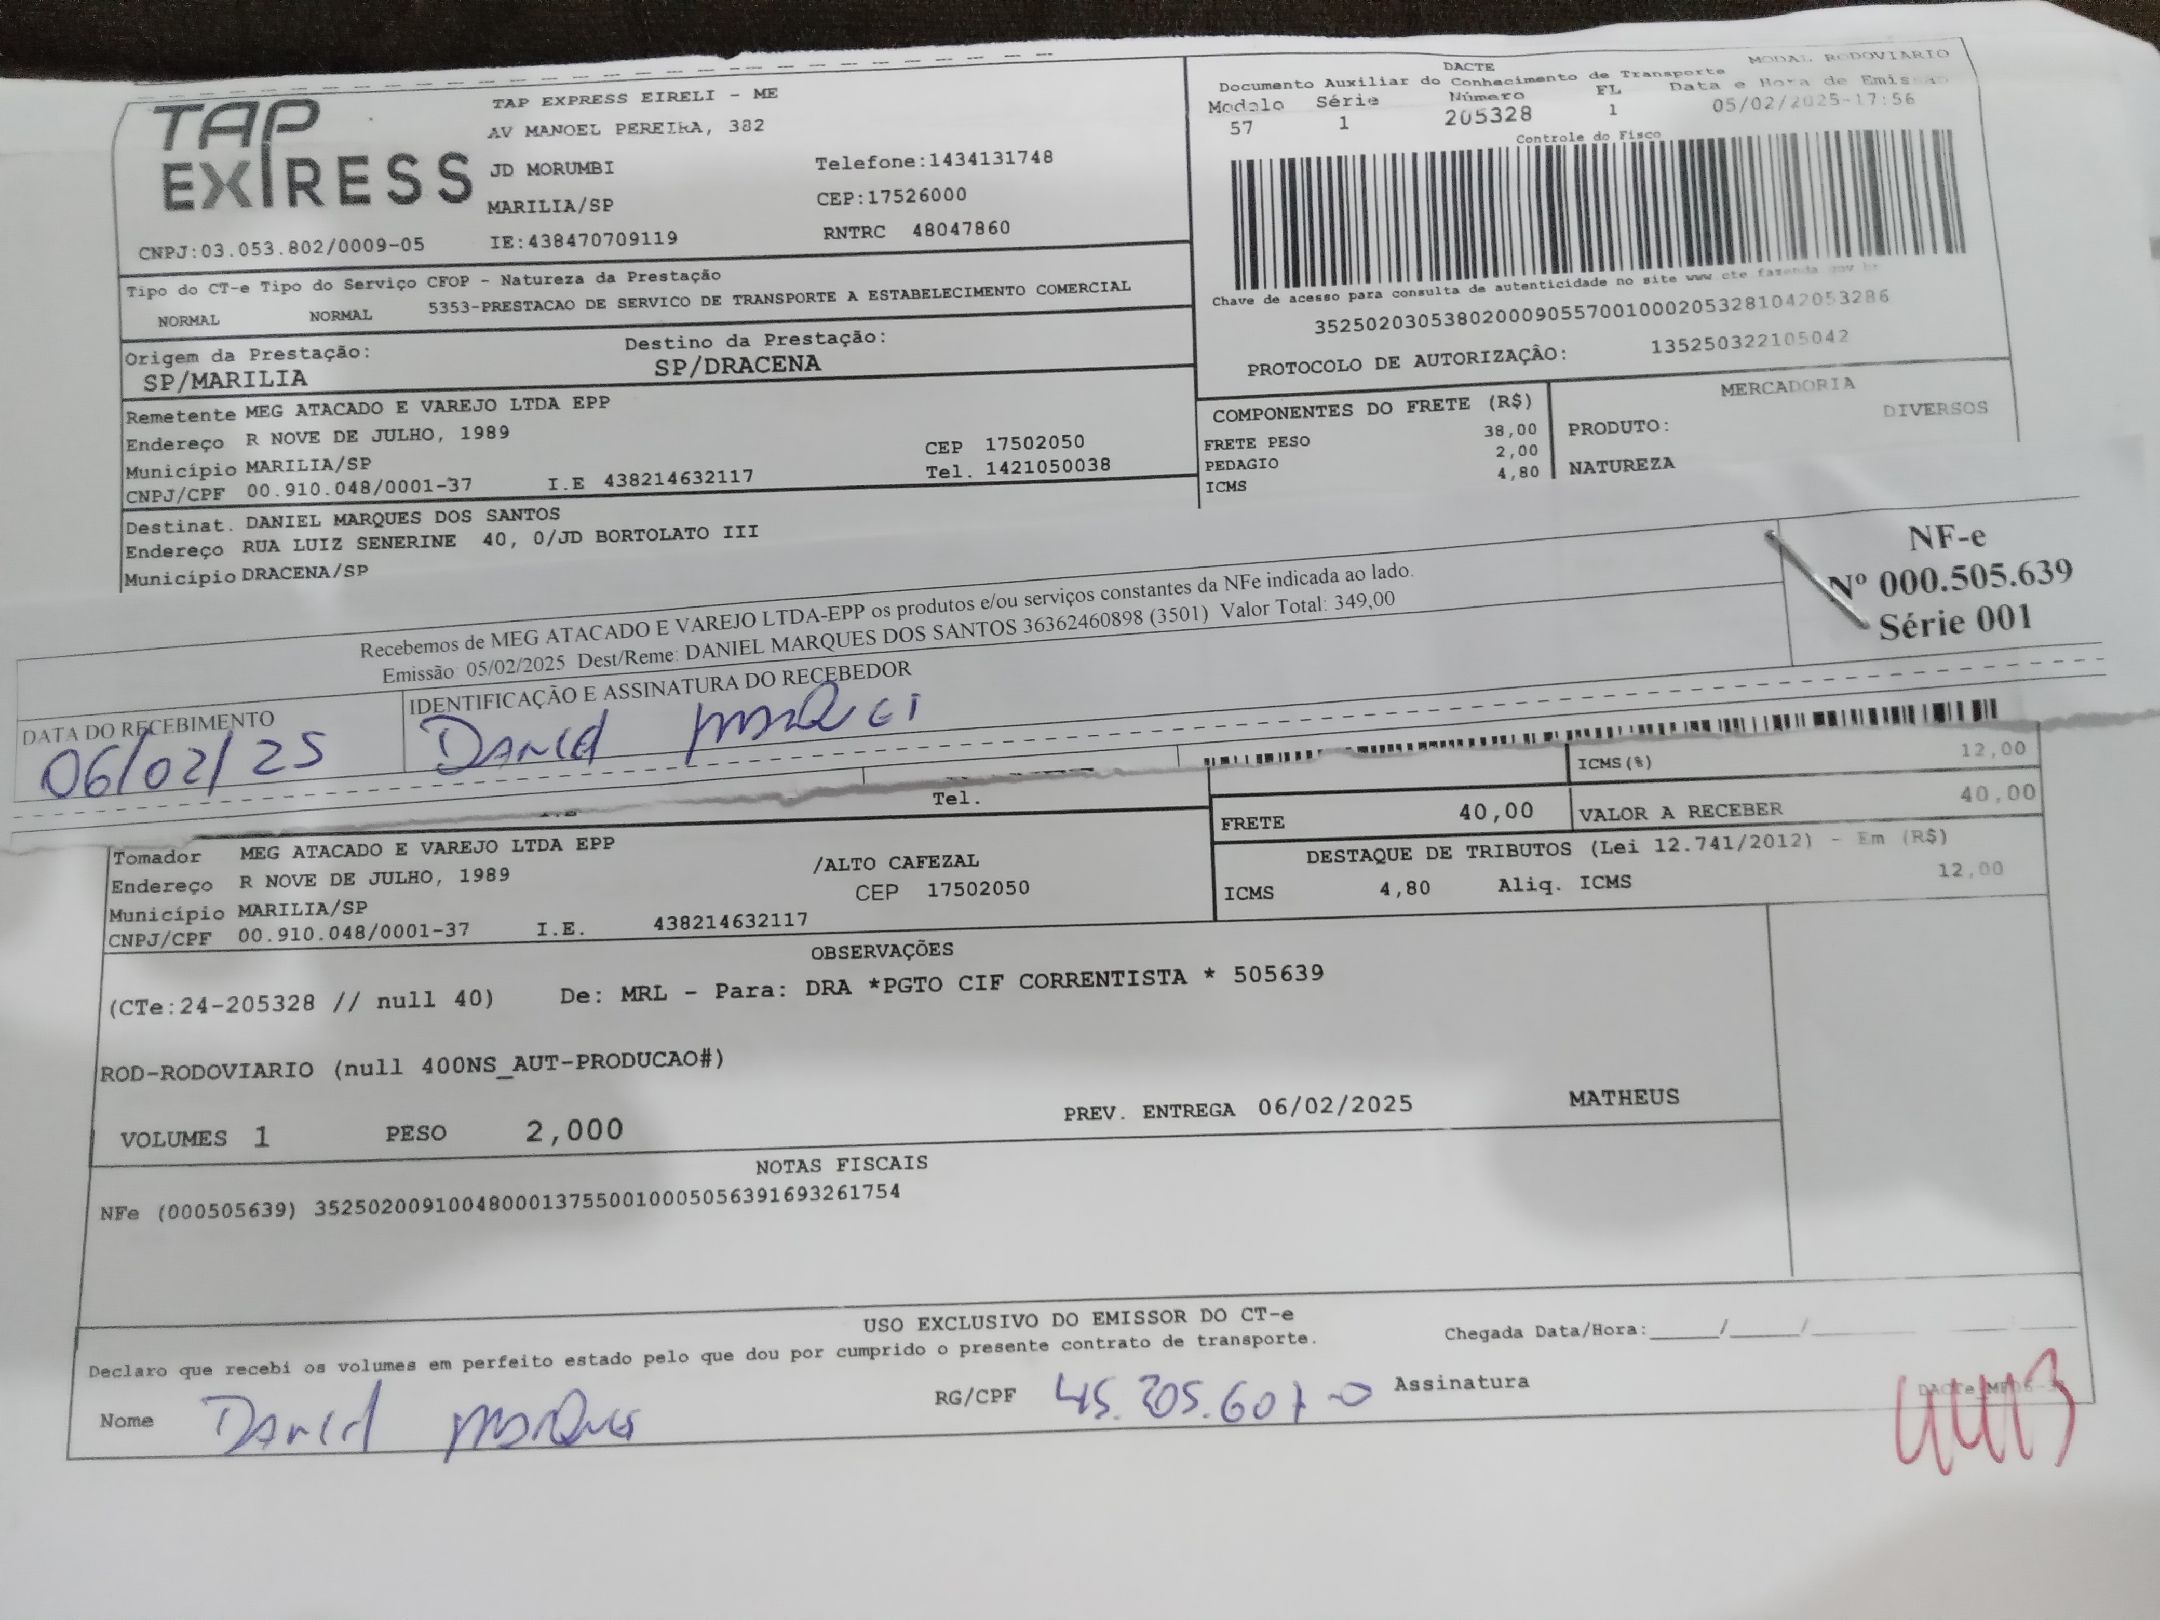 TAP
EXPRESS
TAP EXPRESS EIRELI - ME
AV MANOEL PEREIRA, 382
JD MORUMBI
Telefone:1434131748
MARILIA/SP
CEP:17526000
CNPJ:03.053.802/0009-05
IE:438470709119
RNTRC 48047860
MODAL RODOVIARIO
DACTE
Documento Auxiliar do Conhecimento de Transporte
Modelo Série Número FL Data e Hora de Emissao
57 1 205328 1 05/02/2025-17:56
Controle do Fisco
Chave de acesso para consulta de autenticidade no site www.cte fazenda gov br
35250203053802000905570010002053281042053286
PROTOCOLO DE AUTORIZAÇÃO: 135250322105042
Tipo do CT-e Tipo do Serviço CFOP - Natureza da Prestação
NORMAL NORMAL 5353-PRESTACAO DE SERVICO DE TRANSPORTE A ESTABELECIMENTO COMERCIAL
Origem da Prestação: Destino da Prestação:
SP/MARILIA SP/DRACENA
Remetente MEG ATACADO E VAREJO LTDA EPP
Endereço R NOVE DE JULHO, 1989
CEP 17502050
Município MARILIA/SP
Tel. 1421050038
CNPJ/CPF 00.910.048/0001-37 I.E 438214632117
COMPONENTES DO FRETE (R$)
FRETE PESO 38,00
PEDAGIO 2,00
ICMS 4,80
MERCADORIA
PRODUTO: DIVERSOS
NATUREZA
Destinat. DANIEL MARQUES DOS SANTOS
Endereço RUA LUIZ SENERINE 40, 0/JD BORTOLATO III
Município DRACENA/SP
Recebemos de MEG ATACADO E VAREJO LTDA-EPP os produtos e/ou serviços constantes da NFe indicada ao lado.
Emissão: 05/02/2025 Dest/Reme: DANIEL MARQUES DOS SANTOS 36362460898 (3501) Valor Total: 349,00
NF-e
Nº 000.505.639
Série 001
DATA DO RECEBIMENTO
06/02/25
IDENTIFICAÇÃO E ASSINATURA DO RECEBEDOR
Daniel Marques
Tel.
ICMS(%) 12,00
FRETE 40,00 VALOR A RECEBER 40,00
DESTAQUE DE TRIBUTOS (Lei 12.741/2012) - Em (R$)
ICMS 4,80 Aliq. ICMS 12,00
Tomador MEG ATACADO E VAREJO LTDA EPP
Endereço R NOVE DE JULHO, 1989 /ALTO CAFEZAL
Município MARILIA/SP CEP 17502050
CNPJ/CPF 00.910.048/0001-37 I.E. 438214632117
OBSERVAÇÕES
(CTe:24-205328 // null 40) De: MRL - Para: DRA *PGTO CIF CORRENTISTA * 505639
ROD-RODOVIARIO (null 400NS_AUT-PRODUCAO#)
VOLUMES 1 PESO 2,000 PREV. ENTREGA 06/02/2025 MATHEUS
NOTAS FISCAIS
NFe (000505639) 35250200910048000137550010005056391693261754
USO EXCLUSIVO DO EMISSOR DO CT-e
Declaro que recebi os volumes em perfeito estado pelo que dou por cumprido o presente contrato de transporte.
Chegada Data/Hora:_____/_____/
Nome Daniel Marques RG/CPF Assinatura